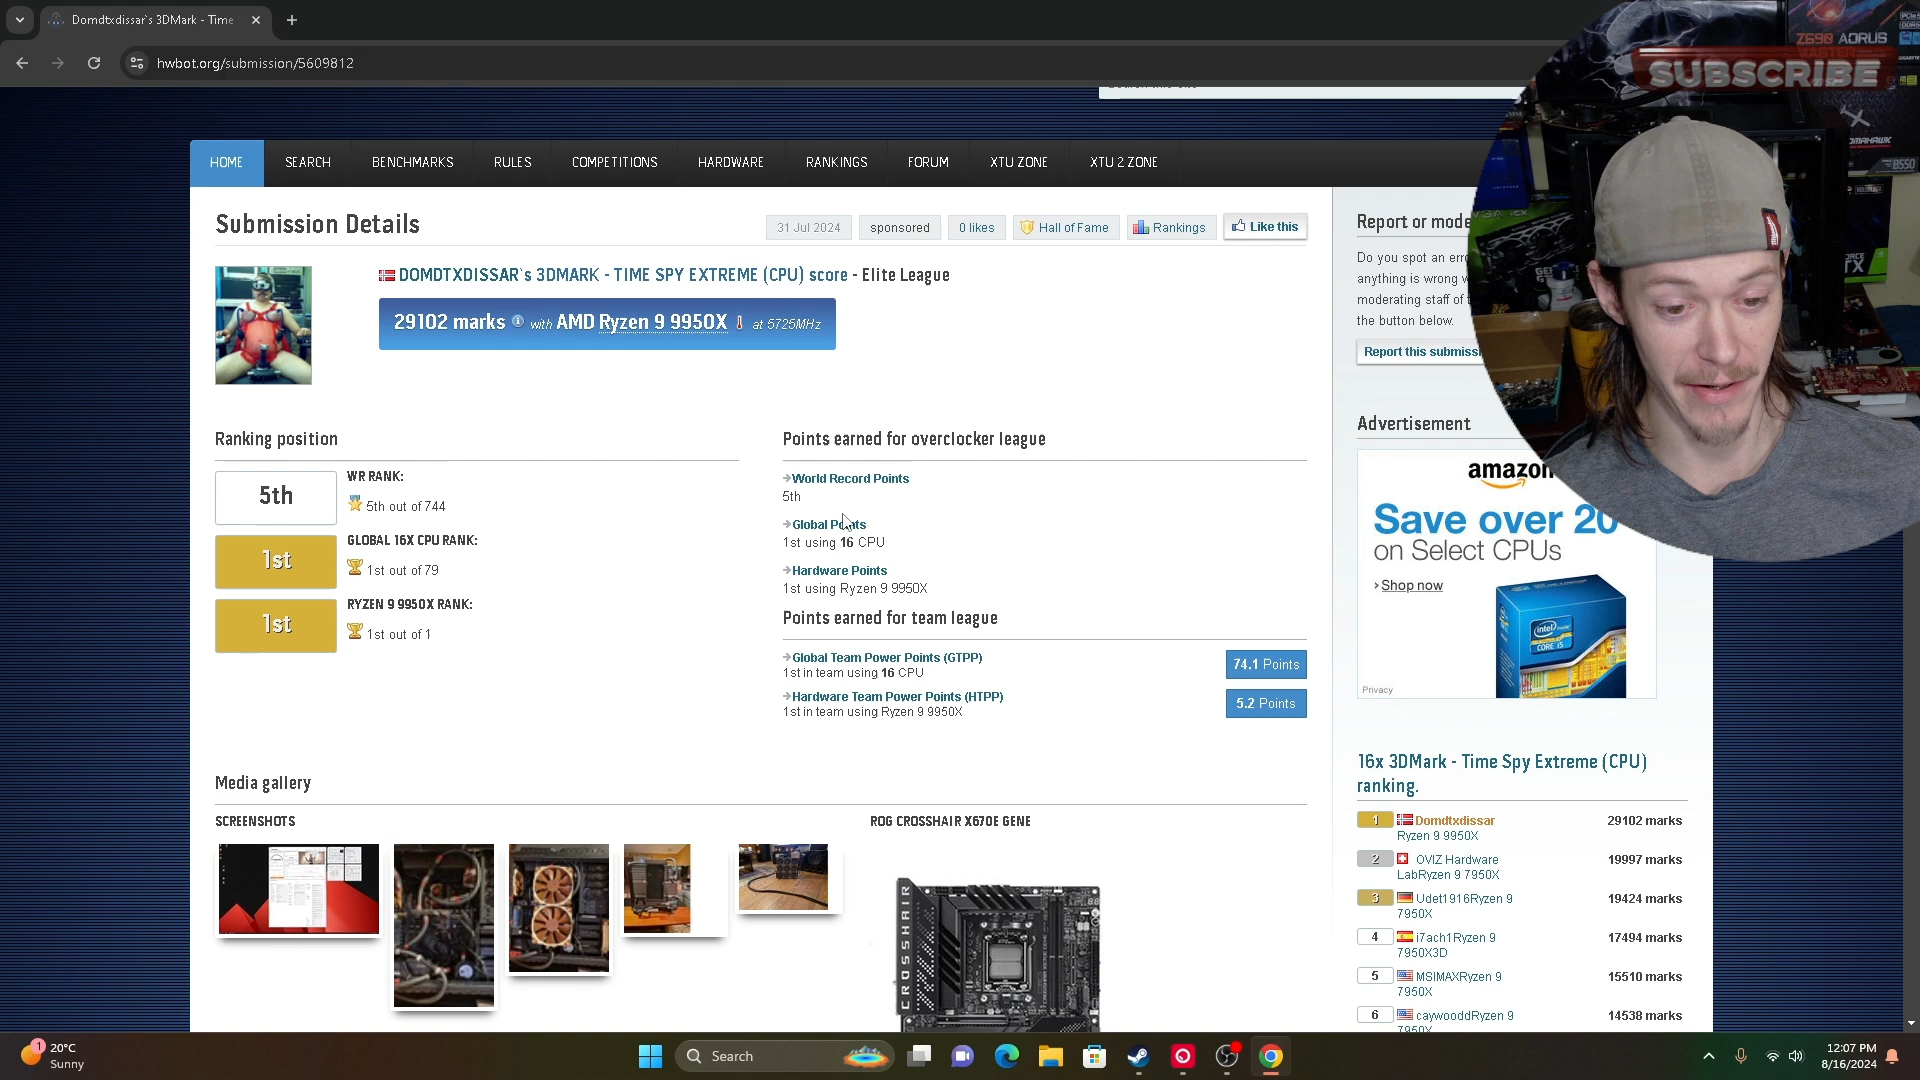 Domdtxdissar`s 3DMark - Time
hwbot.org/submission/5609812
SUBSCRIBE
Z690 AORUS
HOME SEARCH BENCHMARKS RULES COMPETITIONS HARDWARE RANKINGS FORUM XTU ZONE XTU 2 ZONE
Submission Details
31 Jul 2024 sponsored 0 likes Hall of Fame Rankings Like this
DOMDTXDISSAR`s 3DMARK - TIME SPY EXTREME (CPU) score - Elite League
29102 marks with AMD Ryzen 9 9950X at 5725MHz
Ranking position
5th
WR RANK:
5th out of 744
1st
GLOBAL 16X CPU RANK:
1st out of 79
1st
RYZEN 9 9950X RANK:
1st out of 1
Points earned for overclocker league
World Record Points
5th
Global Points
1st using 16 CPU
Hardware Points
1st using Ryzen 9 9950X
Points earned for team league
Global Team Power Points (GTPP)
1st in team using 16 CPU
74.1 Points
Hardware Team Power Points (HTPP)
1st in team using Ryzen 9 9950X
5.2 Points
Media gallery
SCREENSHOTS
ROG CROSSHAIR X670E GENE
CROSSHAIR
Report or mode
Do you spot an err
anything is wrong
moderating staff of
the button below.
Report this submiss
Advertisement
amazon
Save over 20
on Select CPUs
Shop now
intel
CORE i5
Privacy
16x 3DMark - Time Spy Extreme (CPU)
ranking.
1 Domdtxdissar 29102 marks
Ryzen 9 9950X
2 OVIZ Hardware 19997 marks
LabRyzen 9 7950X
3 Udet1916Ryzen 9 19424 marks
7950X
4 i7ach1Ryzen 9 17494 marks
7950X3D
5 MSIMAXRyzen 9 15510 marks
7950X
6 caywooddRyzen 9 14538 marks
7950X
B550
20°C
Sunny
1
Search
12:07 PM
8/16/2024